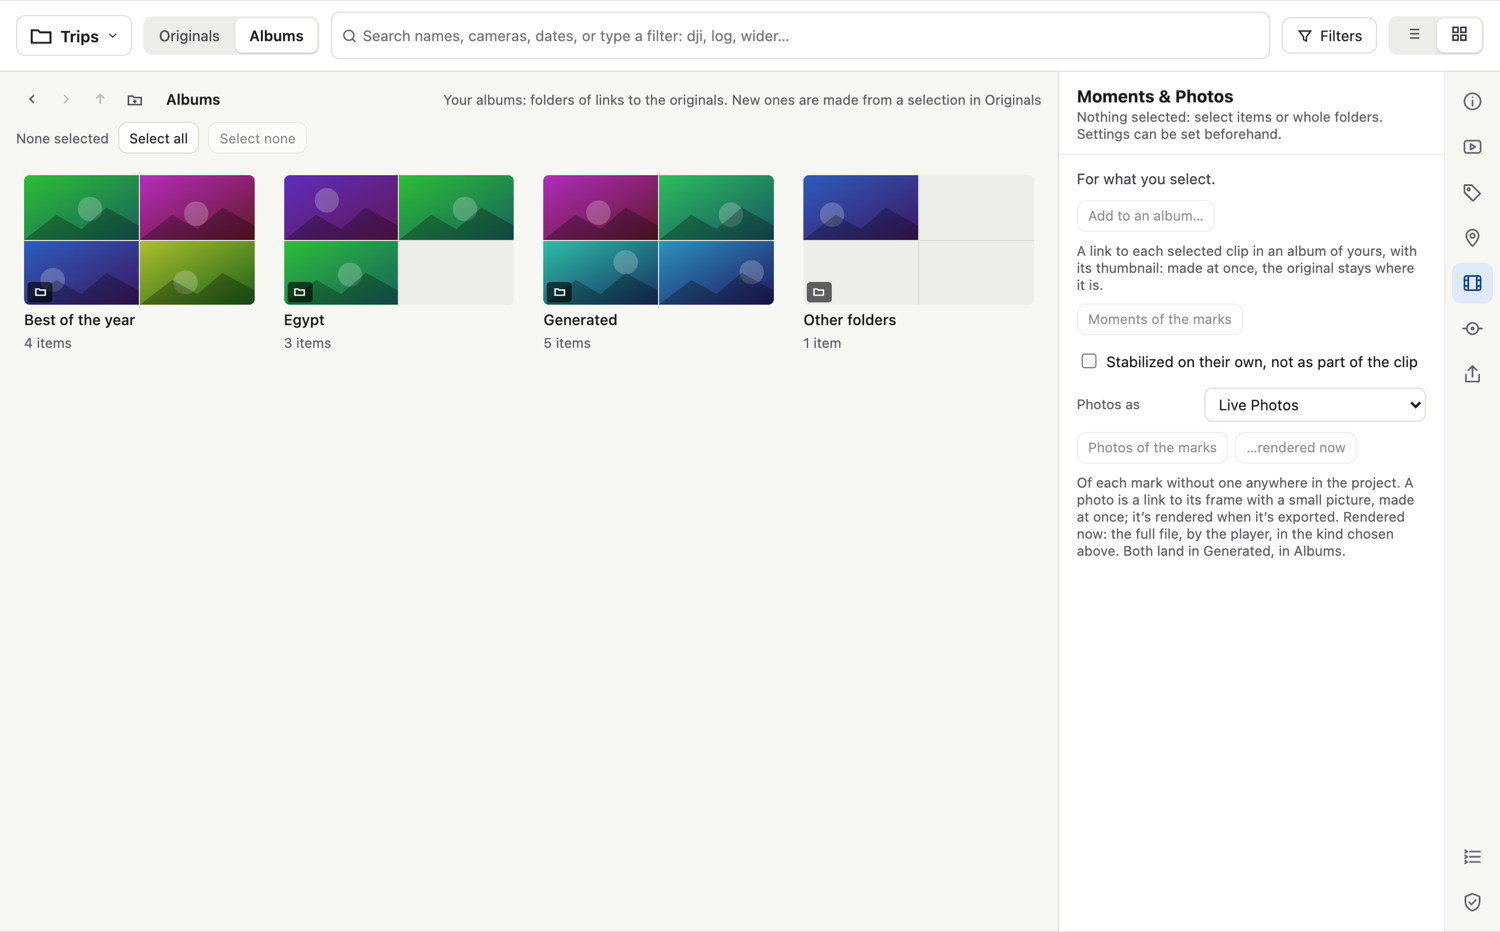 Trips
Originals
Albums
Search names, cameras, dates, or type a filter: dji, log, wider...
Filters
Albums
Your albums: folders of links to the originals. New ones are made from a selection in Originals
None selected
Select all
Select none
Best of the year
4 items
Egypt
3 items
Generated
5 items
Other folders
1 item
Moments & Photos
Nothing selected: select items or whole folders.
Settings can be set beforehand.
For what you select.
Add to an album...
A link to each selected clip in an album of yours, with
its thumbnail: made at once, the original stays where
it is.
Moments of the marks
Stabilized on their own, not as part of the clip
Photos as
Live Photos
Photos of the marks
...rendered now
Of each mark without one anywhere in the project. A
photo is a link to its frame with a small picture, made
at once; it’s rendered when it’s exported. Rendered
now: the full file, by the player, in the kind chosen
above. Both land in Generated, in Albums.